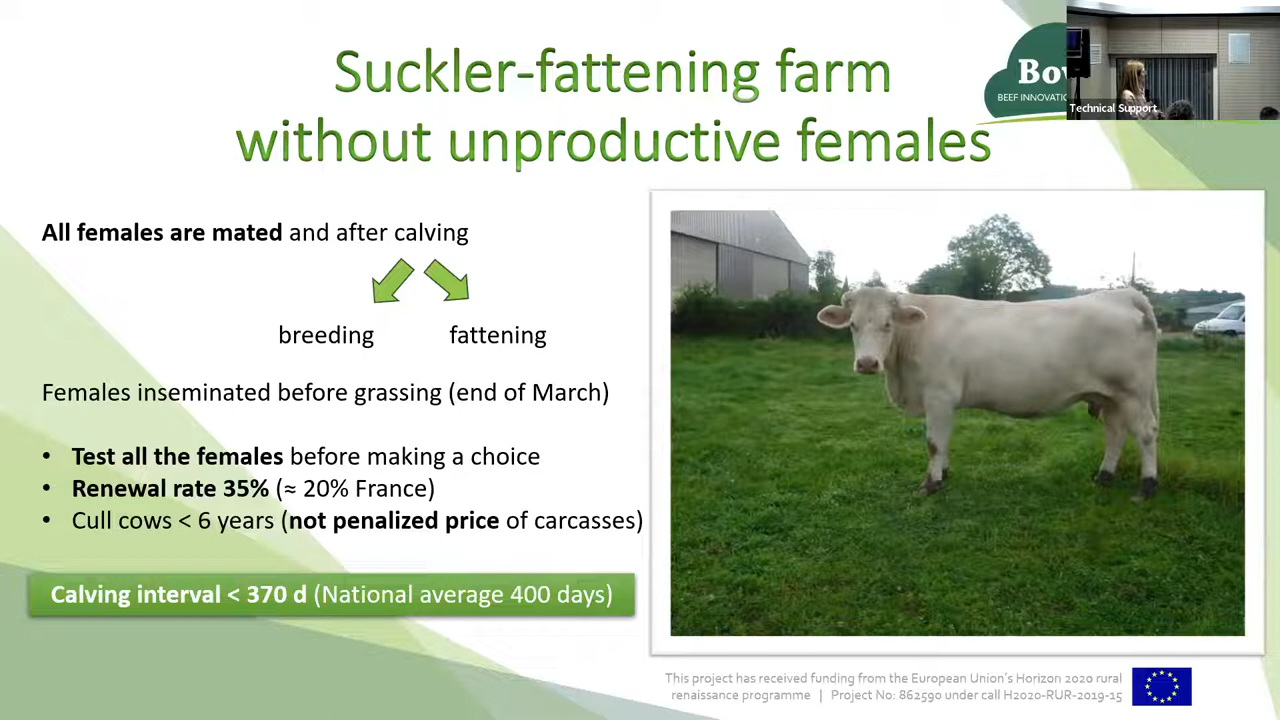 Suckler-fattening farm
without unproductive females
BEEF INNOVATIO
Technical Support
All females are mated and after calving
breeding fattening
Females inseminated before grassing (end of March)
• Test all the females before making a choice
• Renewal rate 35% (≈ 20% France)
• Cull cows < 6 years (not penalized price of carcasses)
Calving interval < 370 d (National average 400 days)
This project has received funding from the European Union's Horizon 2020 rural
renaissance programme | Project No: 862590 under call H2020-RUR-2019-15